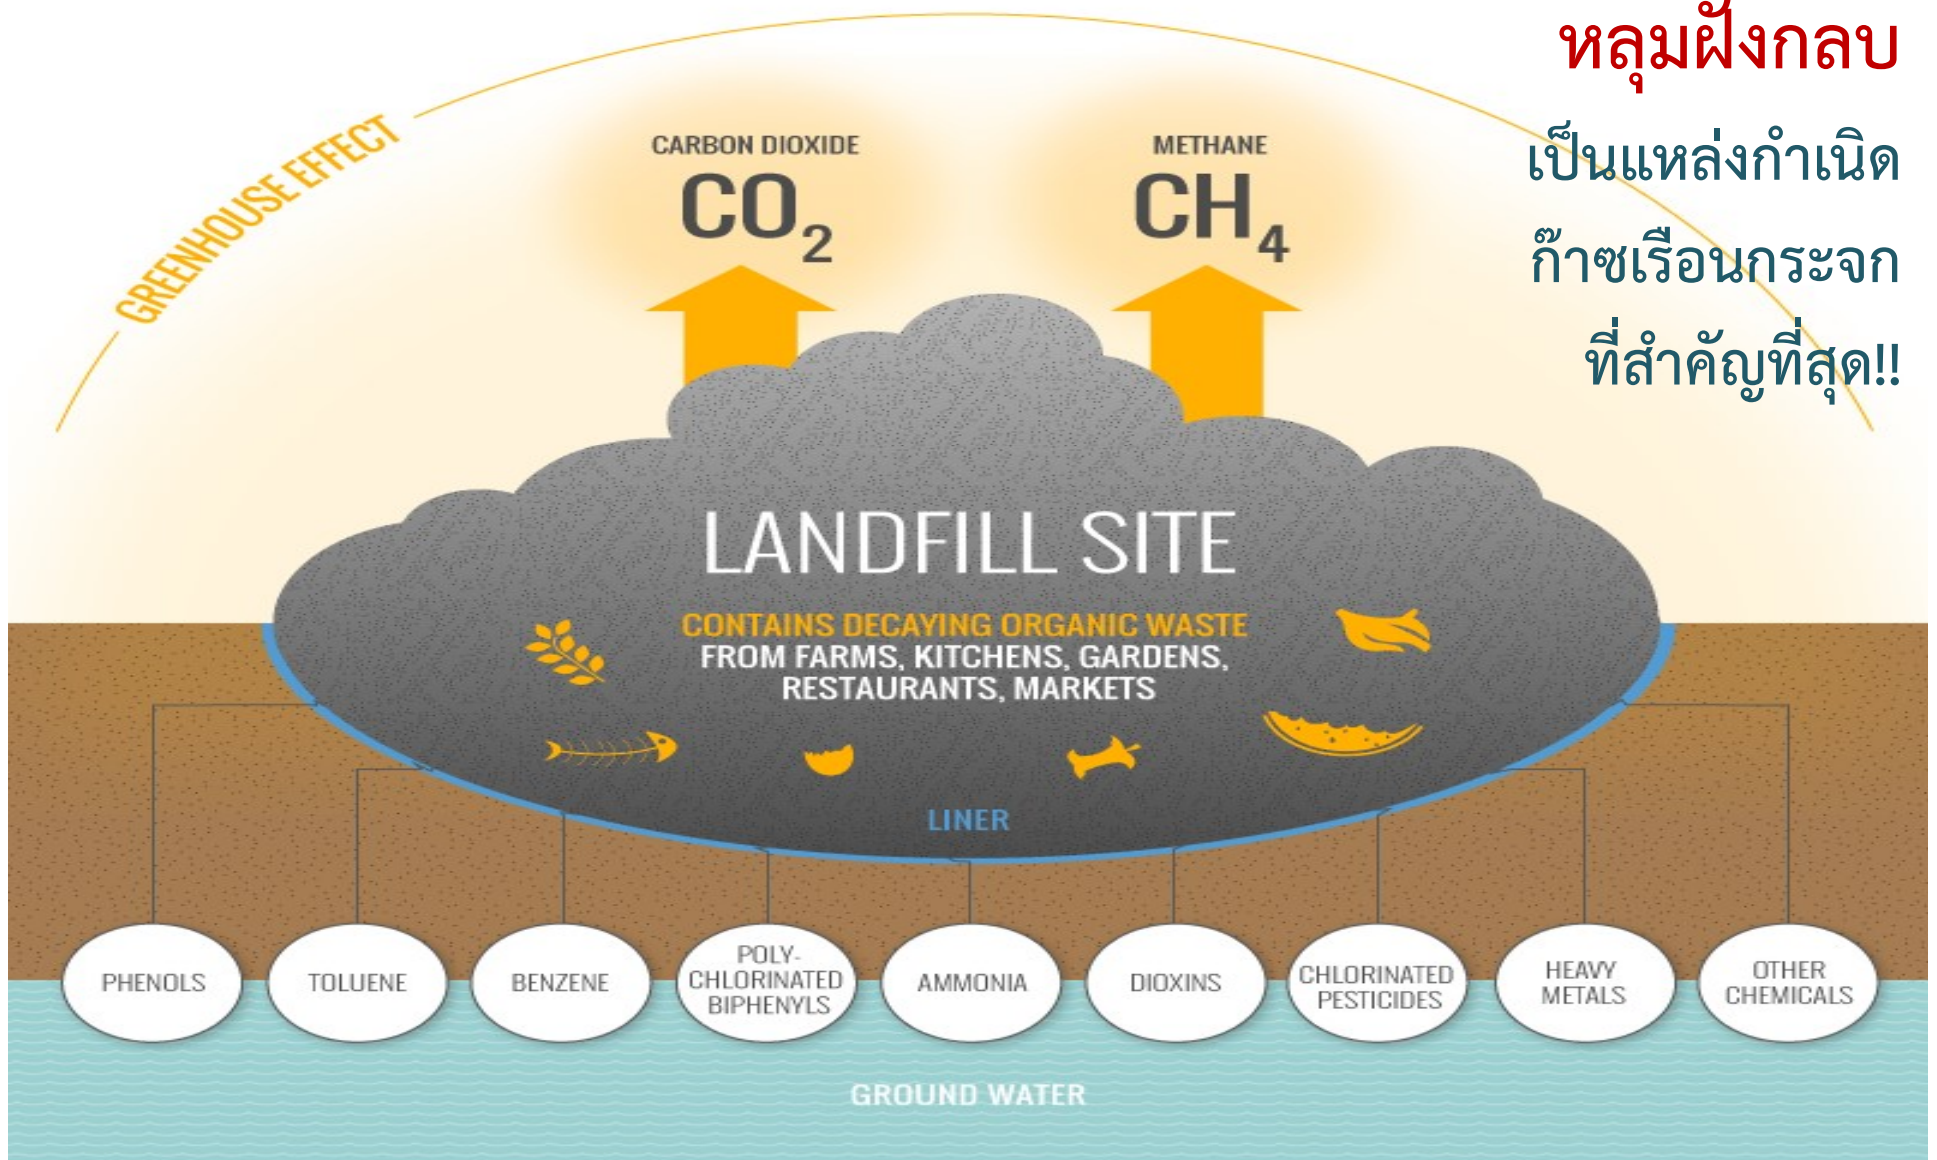 หลุมฝังกลบ
เป็นแหล่งกำเนิด
ก๊าซเรือนกระจก
ที่สำคัญที่สุด!!
GREENHOUSE EFFECT
CARBON DIOXIDE
CO₂
METHANE
CH₄
LANDFILL SITE
CONTAINS DECAYING ORGANIC WASTE
FROM FARMS, KITCHENS, GARDENS,
RESTAURANTS, MARKETS
LINER
PHENOLS
TOLUENE
BENZENE
POLY-
CHLORINATED
BIPHENYLS
AMMONIA
DIOXINS
CHLORINATED
PESTICIDES
HEAVY
METALS
OTHER
CHEMICALS
GROUND WATER